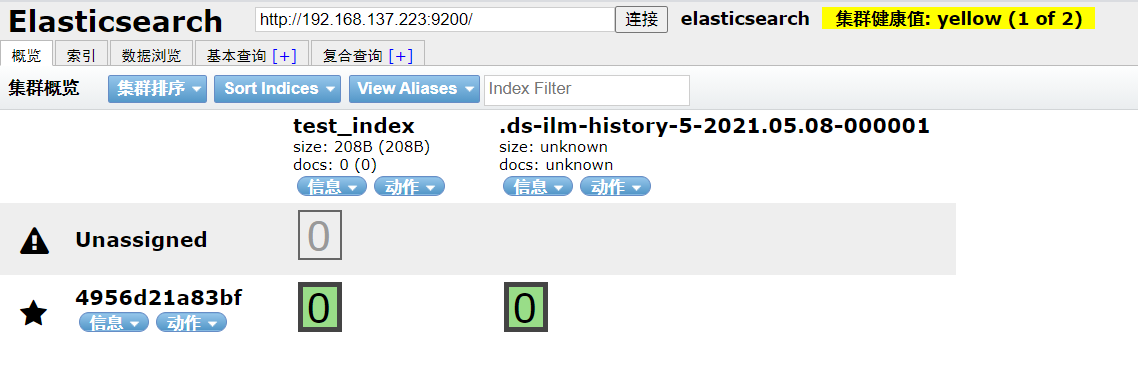 Elasticsearch http://192.168.137.223:9200/ 连接 elasticsearch 集群健康值: yellow (1 of 2)
概览 索引 数据浏览 基本查询 [+] 复合查询 [+]
集群概览 集群排序 Sort Indices View Aliases Index Filter
test_index .ds-ilm-history-5-2021.05.08-000001
size: 208B (208B) size: unknown
docs: 0 (0) docs: unknown
信息 动作 信息 动作
Unassigned 0
4956d21a83bf 0 0
信息 动作